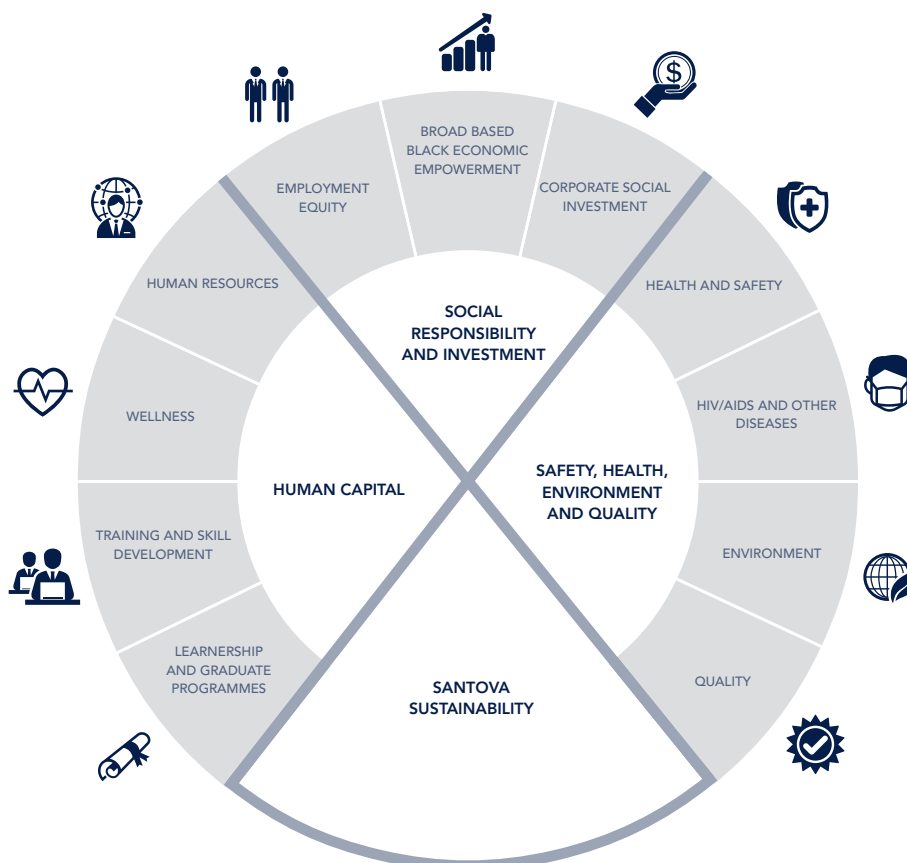 BROAD BASED
BLACK ECONOMIC
EMPOWERMENT
EMPLOYMENT
EQUITY
CORPORATE SOCIAL
INVESTMENT
HUMAN RESOURCES
HEALTH AND SAFETY
SOCIAL
RESPONSIBILITY
AND INVESTMENT
WELLNESS
HIV/AIDS AND OTHER
DISEASES
HUMAN CAPITAL
SAFETY, HEALTH,
ENVIRONMENT
AND QUALITY
TRAINING AND SKILL
DEVELOPMENT
ENVIRONMENT
LEARNERSHIP
AND GRADUATE
PROGRAMMES
QUALITY
SANTOVA
SUSTAINABILITY
$